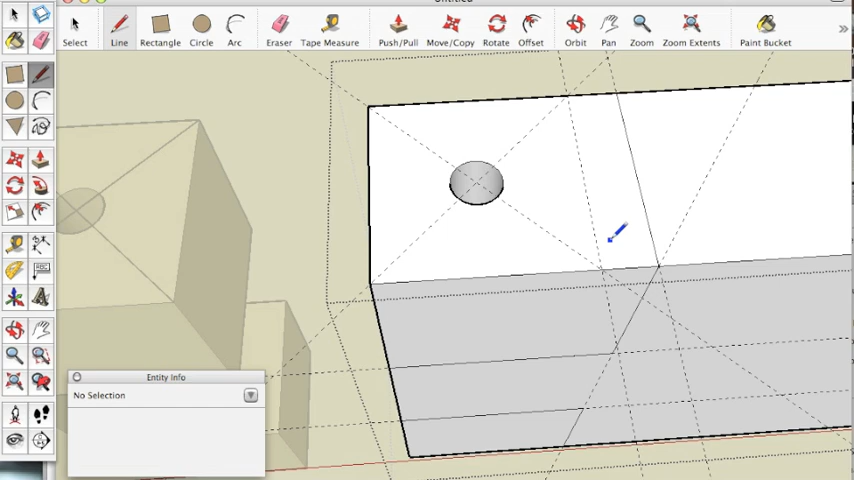 Untitled
Select Line Rectangle Circle Arc Eraser Tape Measure Push/Pull Move/Copy Rotate Offset Orbit Pan Zoom Zoom Extents Paint Bucket
Entity Info
No Selection